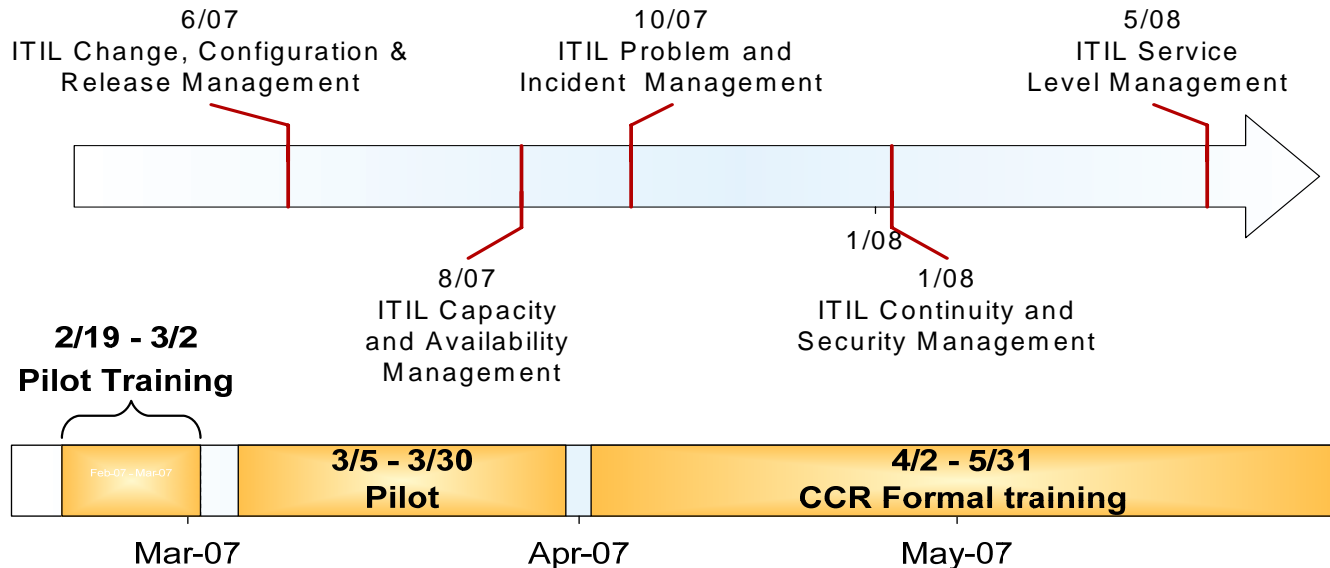 6/07
ITIL Change, Configuration &
Release Management
10/07
ITIL Problem and
Incident Management
5/08
ITIL Service
Level Management
1/08
8/07
ITIL Capacity
and Availability
Management
1/08
ITIL Continuity and
Security Management
2/19 - 3/2
Pilot Training
Feb-07 - Mar-07
3/5 - 3/30
Pilot
4/2 - 5/31
CCR Formal training
Mar-07
Apr-07
May-07